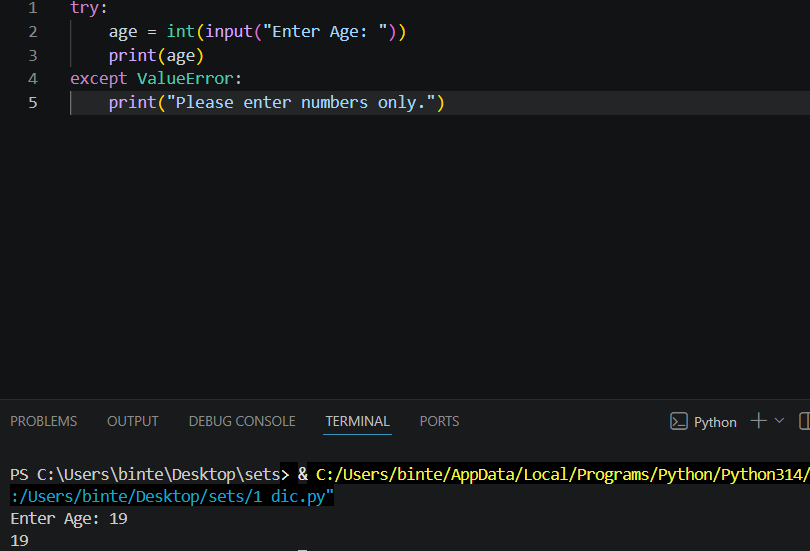 1 try:
2     age = int(input("Enter Age: "))
3     print(age)
4 except ValueError:
5     print("Please enter numbers only.")
PROBLEMS OUTPUT DEBUG CONSOLE TERMINAL PORTS Python
PS C:\Users\binte\Desktop\sets> & C:/Users/binte/AppData/Local/Programs/Python/Python314/
:/Users/binte/Desktop/sets/1 dic.py"
Enter Age: 19
19